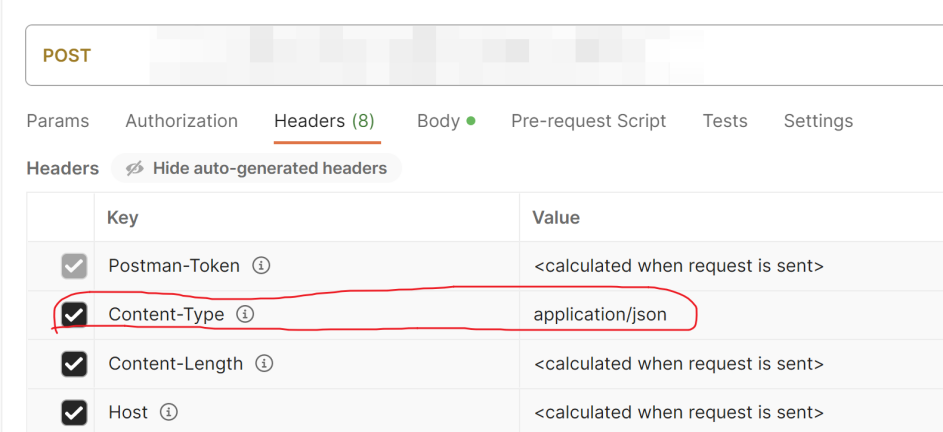 POST
Params Authorization Headers (8) Body Pre-request Script Tests Settings
Headers Hide auto-generated headers
Key Value
Postman-Token <calculated when request is sent>
Content-Type application/json
Content-Length <calculated when request is sent>
Host <calculated when request is sent>